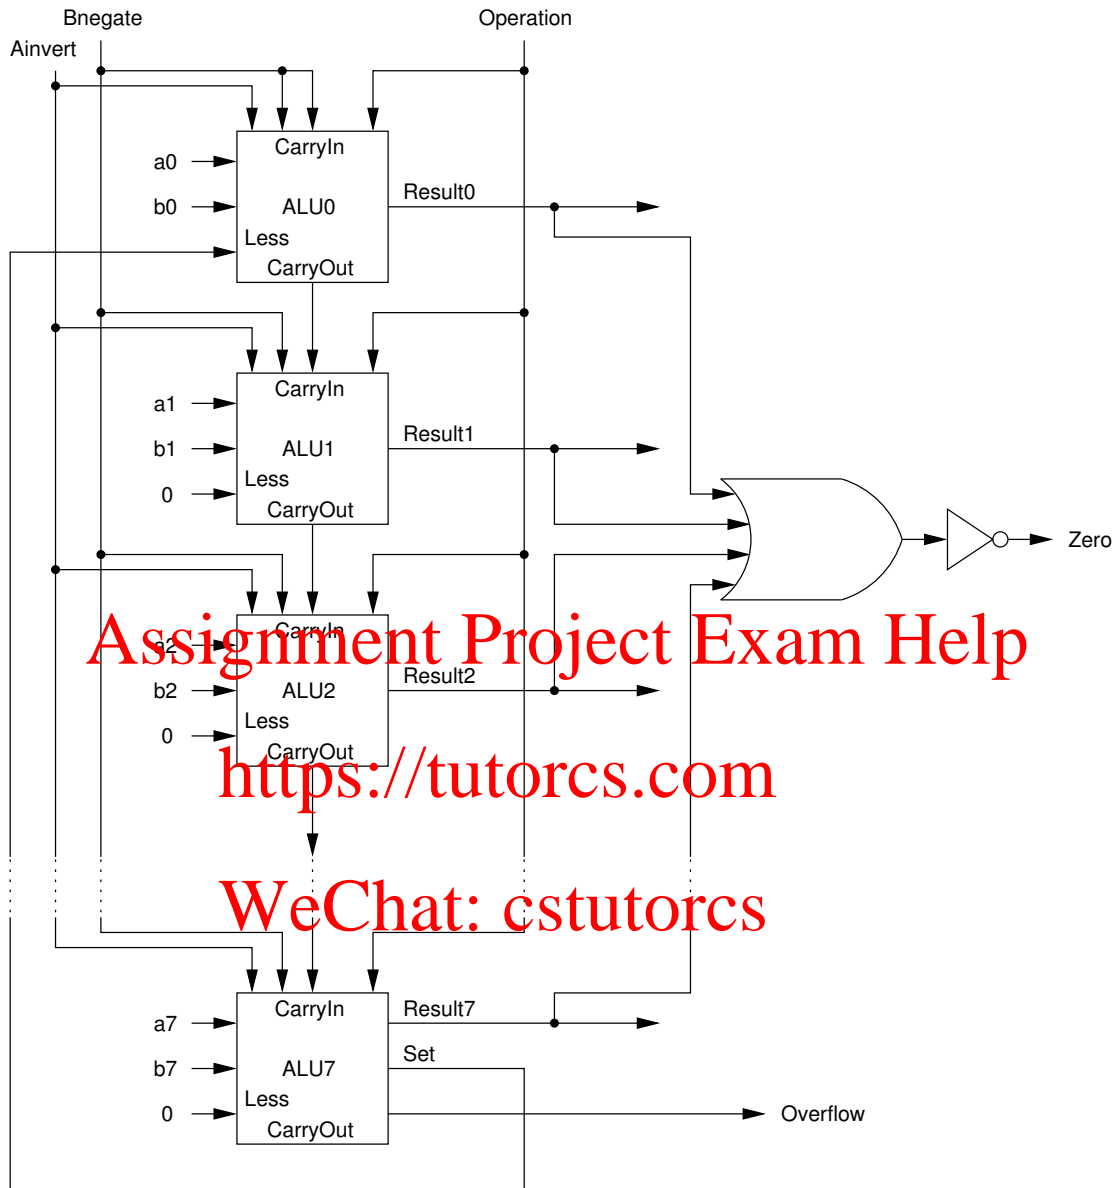 Bnegate
Operation
Ainvert
CarryIn
a0
Result0
b0
ALU0
Less
CarryOut
CarryIn
a1
Result1
b1
ALU1
Less
0
CarryOut
Zero
CarryIn
a2
Assignment Project Exam Help
Result2
b2
ALU2
Less
0
CarryOut
https://tutorcs.com
WeChat: cstutorcs
CarryIn
a7
Result7
Set
b7
ALU7
Less
0
Overflow
CarryOut